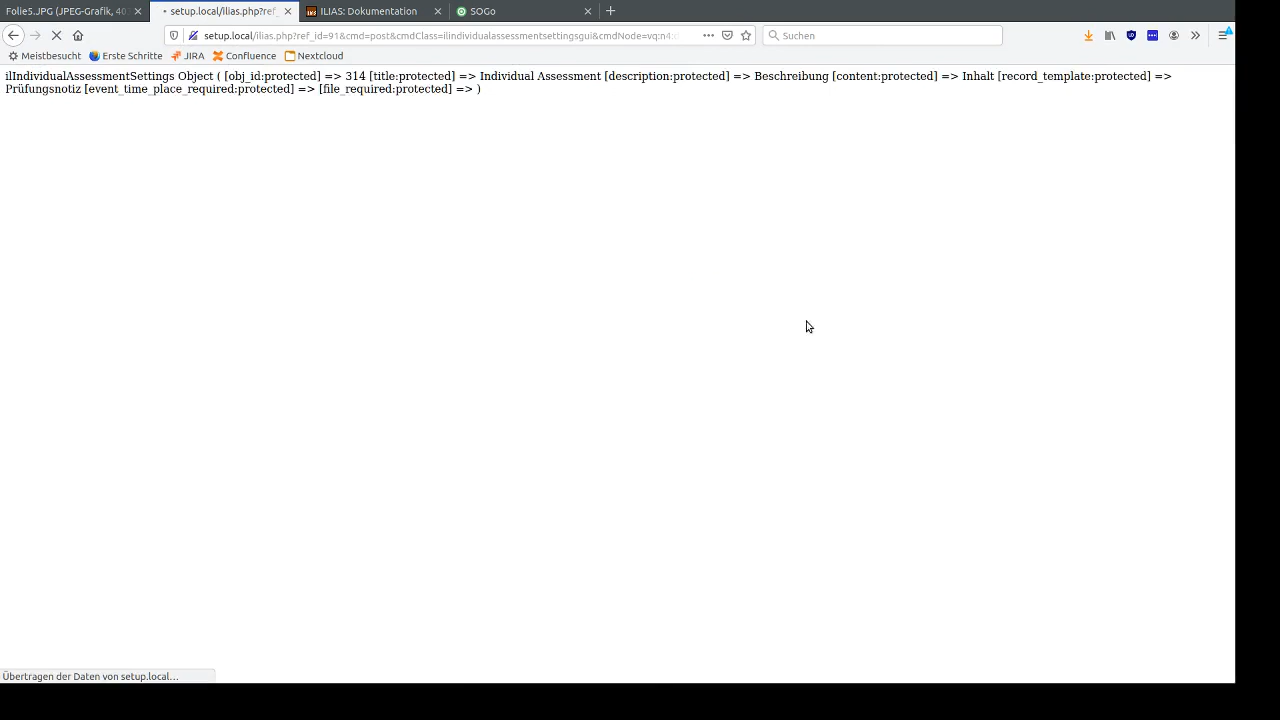 Folie5.JPG (JPEG-Grafik, 40
setup.local/ilias.php?ref_
ILIAS: Dokumentation
SOGo
setup.local/ilias.php?ref_id=91&cmd=post&cmdClass=ilindividualassessmentsettingsgui&cmdNode=vq:n4:
Suchen
Meistbesucht
Erste Schritte
JIRA
Confluence
Nextcloud
ilIndividualAssessmentSettings Object ( [obj_id:protected] => 314 [title:protected] => Individual Assessment [description:protected] => Beschreibung [content:protected] => Inhalt [record_template:protected] =>
Prüfungsnotiz [event_time_place_required:protected] => [file_required:protected] => )
Übertragen der Daten von setup.local...